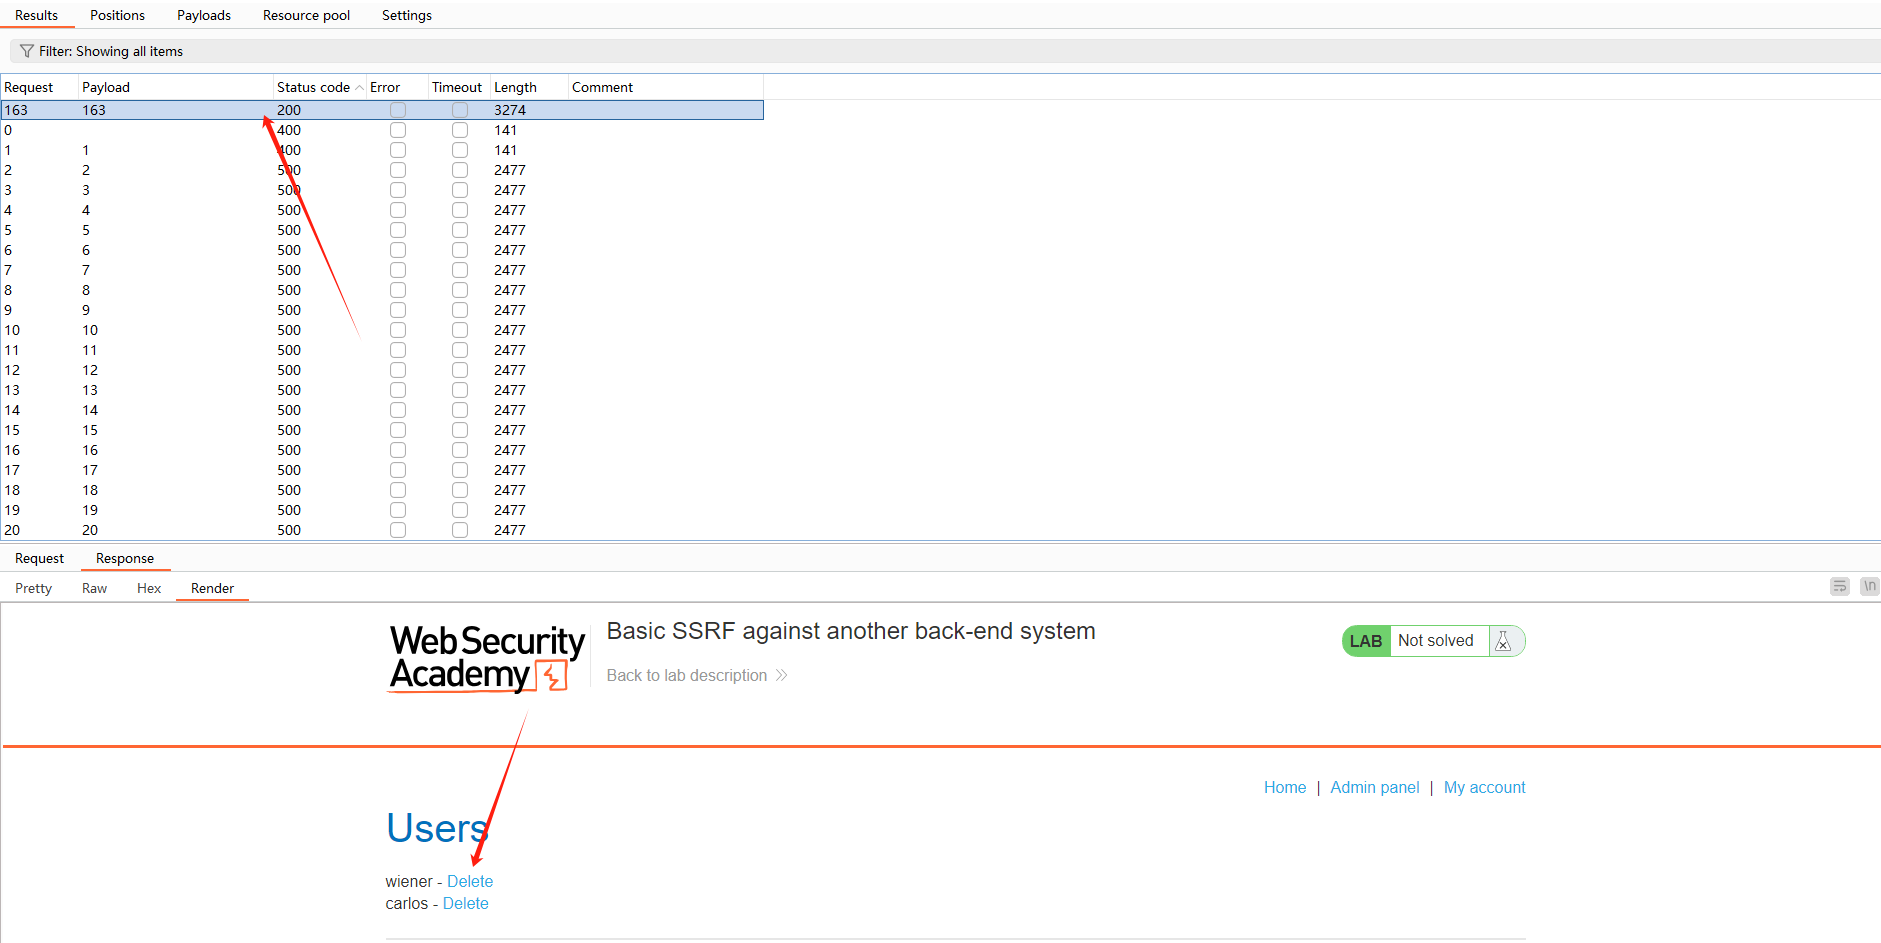 Results Positions Payloads Resource pool Settings
Filter: Showing all items
Request Payload Status code Error Timeout Length Comment
163 163 200 3274
0 400 141
1 1 400 141
2 2 500 2477
3 3 500 2477
4 4 500 2477
5 5 500 2477
6 6 500 2477
7 7 500 2477
8 8 500 2477
9 9 500 2477
10 10 500 2477
11 11 500 2477
12 12 500 2477
13 13 500 2477
14 14 500 2477
15 15 500 2477
16 16 500 2477
17 17 500 2477
18 18 500 2477
19 19 500 2477
20 20 500 2477
Request Response
Pretty Raw Hex Render \n
Web Security
Academy
Basic SSRF against another back-end system
Back to lab description
LAB Not solved
Home | Admin panel | My account
Users
wiener - Delete
carlos - Delete